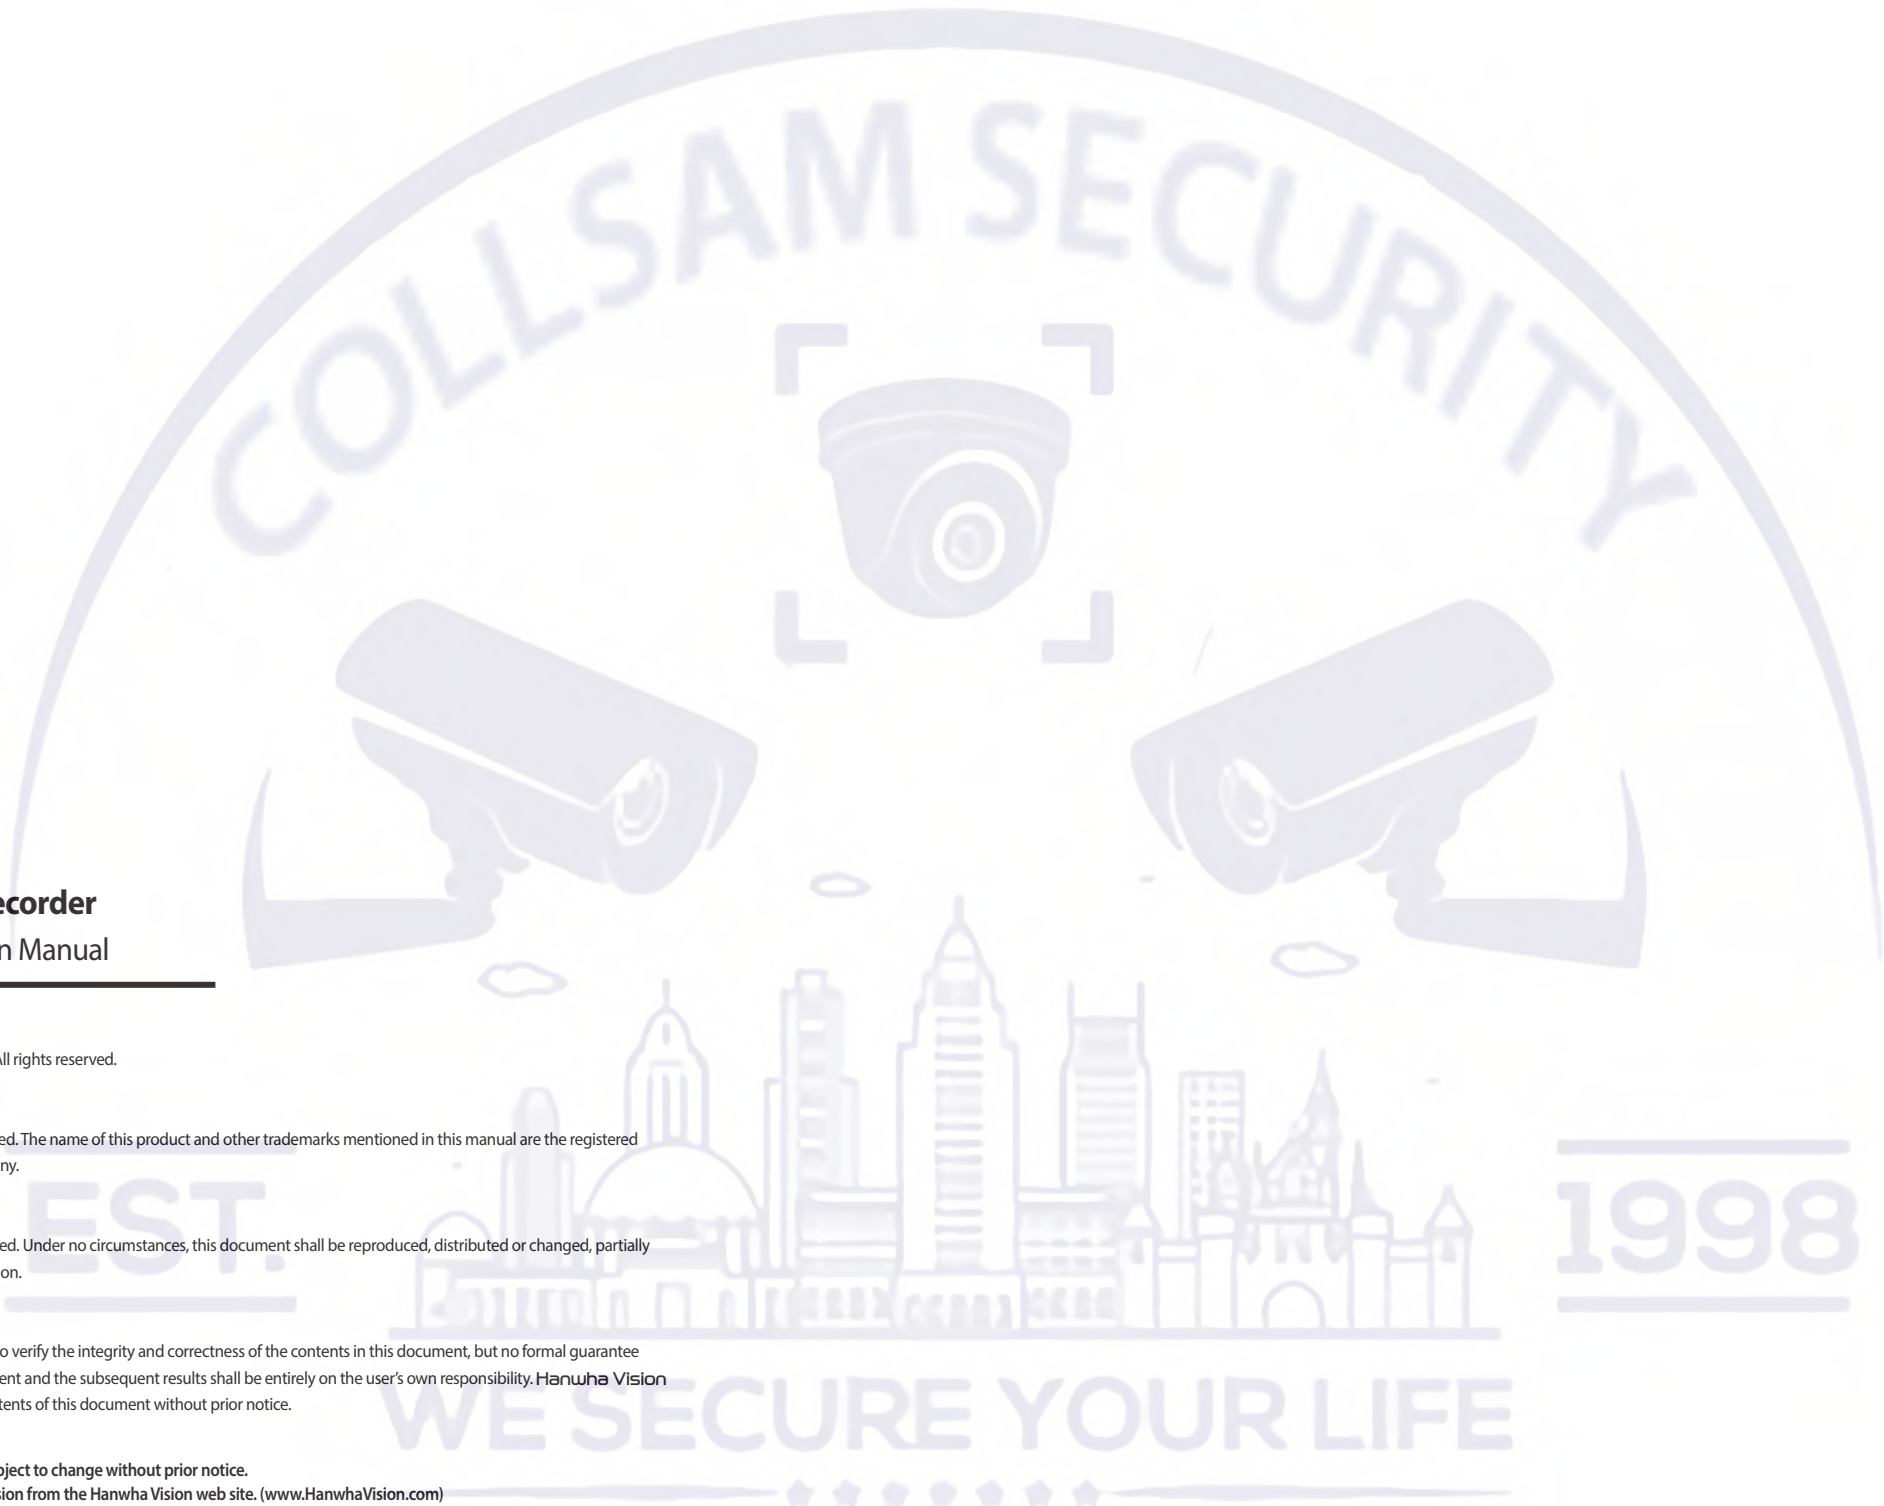 COLLSAM SECURITY
ecorder
n Manual
All rights reserved.
ed. The name of this product and other trademarks mentioned in this manual are the registered
ny.
EST.
1998
ed. Under no circumstances, this document shall be reproduced, distributed or changed, partially
on.
o verify the integrity and correctness of the contents in this document, but no formal guarantee
ent and the subsequent results shall be entirely on the user's own responsibility. Hanwha Vision
tents of this document without prior notice.
WE SECURE YOUR LIFE
bject to change without prior notice.
sion from the Hanwha Vision web site. (www.HanwhaVision.com)